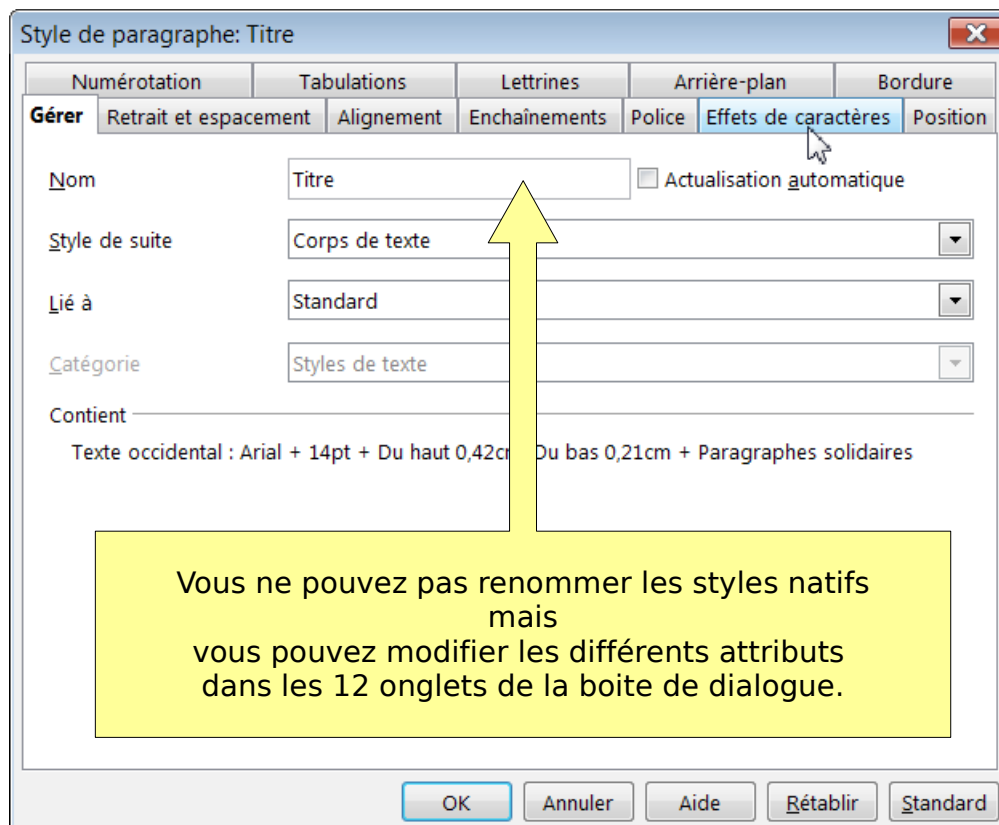 Style de paragraphe: Titre
Numérotation Tabulations Lettrines Arrière-plan Bordure
Gérer Retrait et espacement Alignement Enchaînements Police Effets de caractères Position
Nom Titre Actualisation automatique
Style de suite Corps de texte
Lié à Standard
Catégorie Styles de texte
Contient
Texte occidental : Arial + 14pt + Du haut 0,42cm Du bas 0,21cm + Paragraphes solidaires
Vous ne pouvez pas renommer les styles natifs
mais
vous pouvez modifier les différents attributs
dans les 12 onglets de la boite de dialogue.
OK Annuler Aide Rétablir Standard